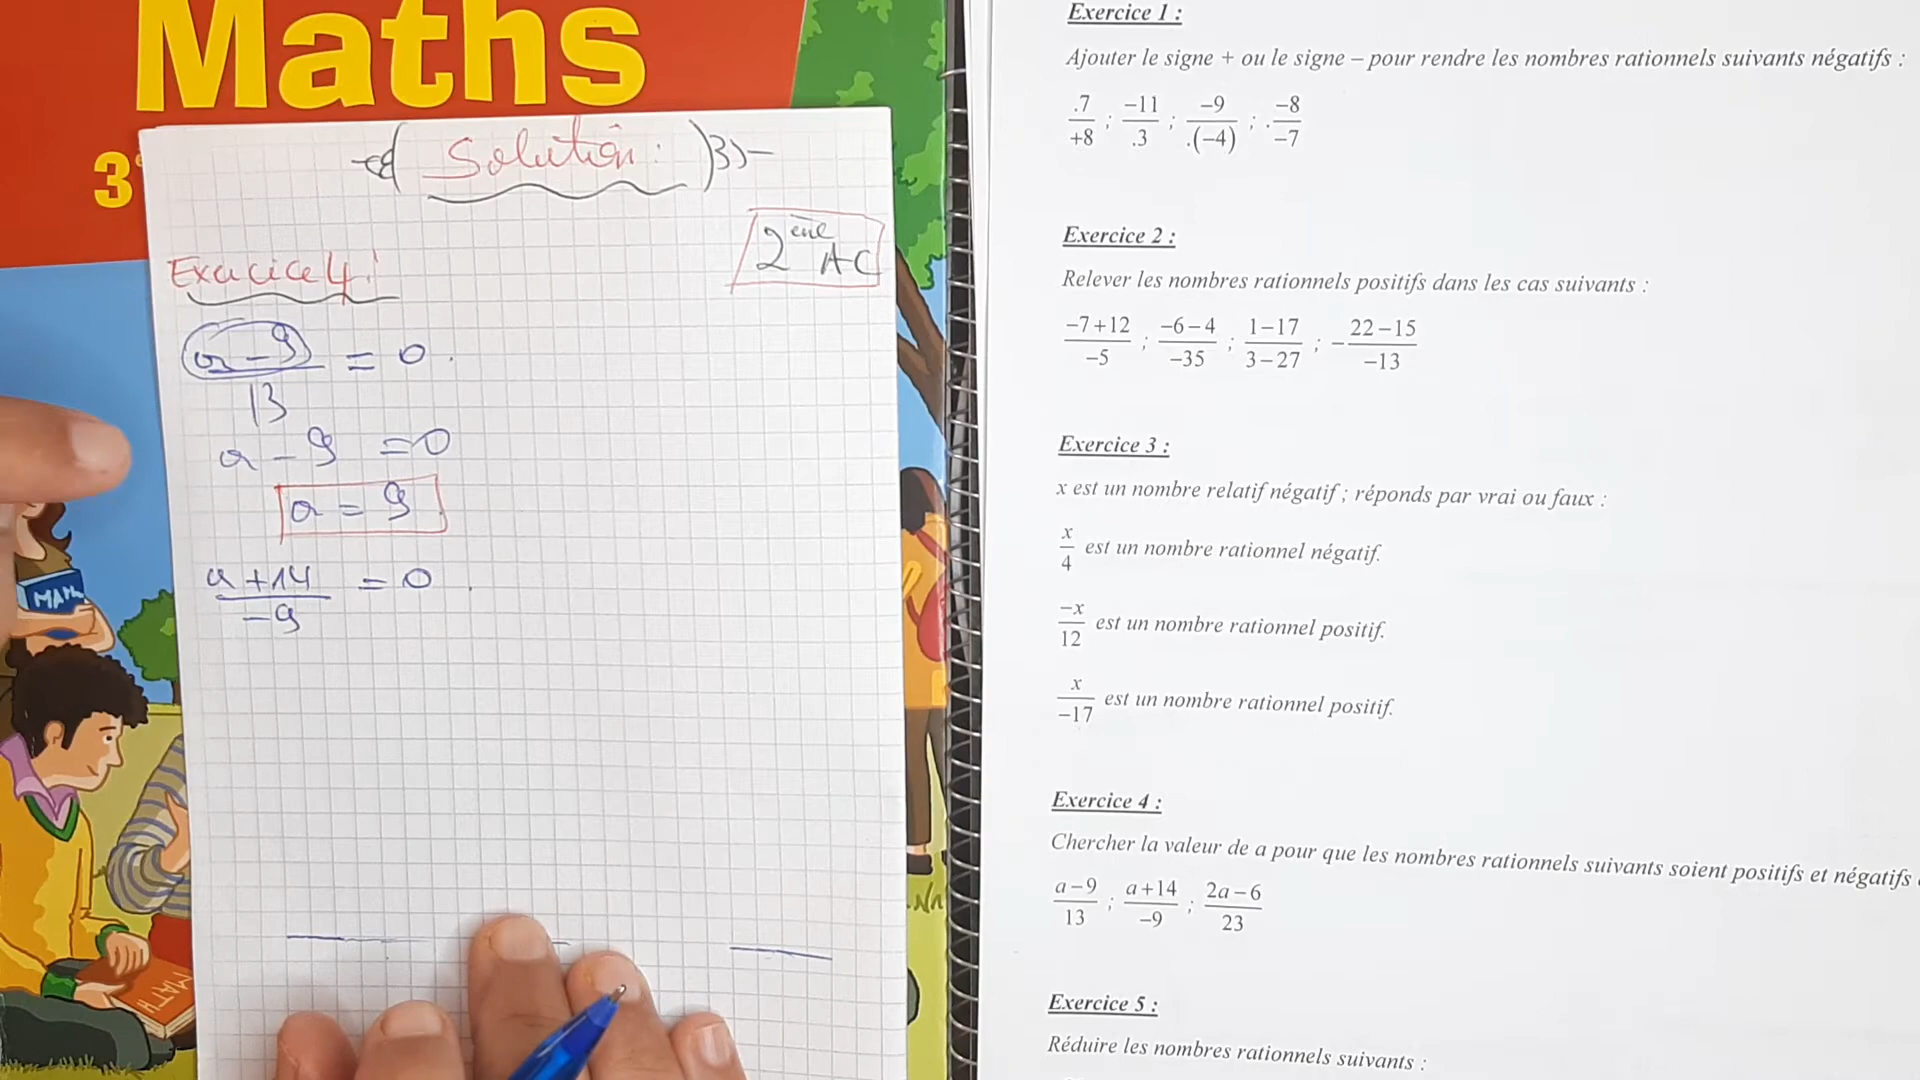 Maths
3
Solution :
2ème AC
Exercice 4 :
a - 9 / 13 = 0
a - 9 = 0
a = 9
a + 14 / -9 = 0
MATH
MATH
Exercice 1 :
Ajouter le signe + ou le signe – pour rendre les nombres rationnels suivants négatifs :
.7/+8 ; −11/.3 ; −9/.(−4) ; .−8/−7
Exercice 2 :
Relever les nombres rationnels positifs dans les cas suivants :
−7+12/−5 ; −6−4/−35 ; 1−17/3−27 ; −22−15/−13
Exercice 3 :
x est un nombre relatif négatif ; réponds par vrai ou faux :
x/4 est un nombre rationnel négatif.
−x/12 est un nombre rationnel positif.
x/−17 est un nombre rationnel positif.
Exercice 4 :
Chercher la valeur de a pour que les nombres rationnels suivants soient positifs et négatifs
a−9/13 ; a+14/−9 ; 2a−6/23
Exercice 5 :
Réduire les nombres rationnels suivants :